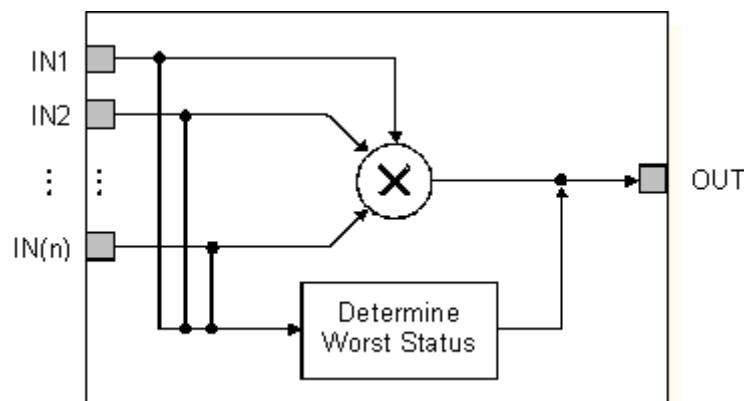 IN1
IN2
⋮ ⋮
IN(n)
X
OUT
Determine
Worst Status